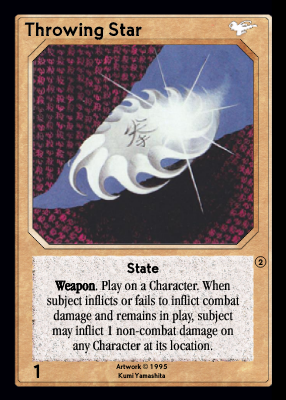 Throwing Star
State
②
Weapon. Play on a Character. When
subject inflicts or fails to inflict combat
damage and remains in play, subject
may inflict 1 non-combat damage on
any Character at its location.
1
Artwork © 1995
Kumi Yamashita